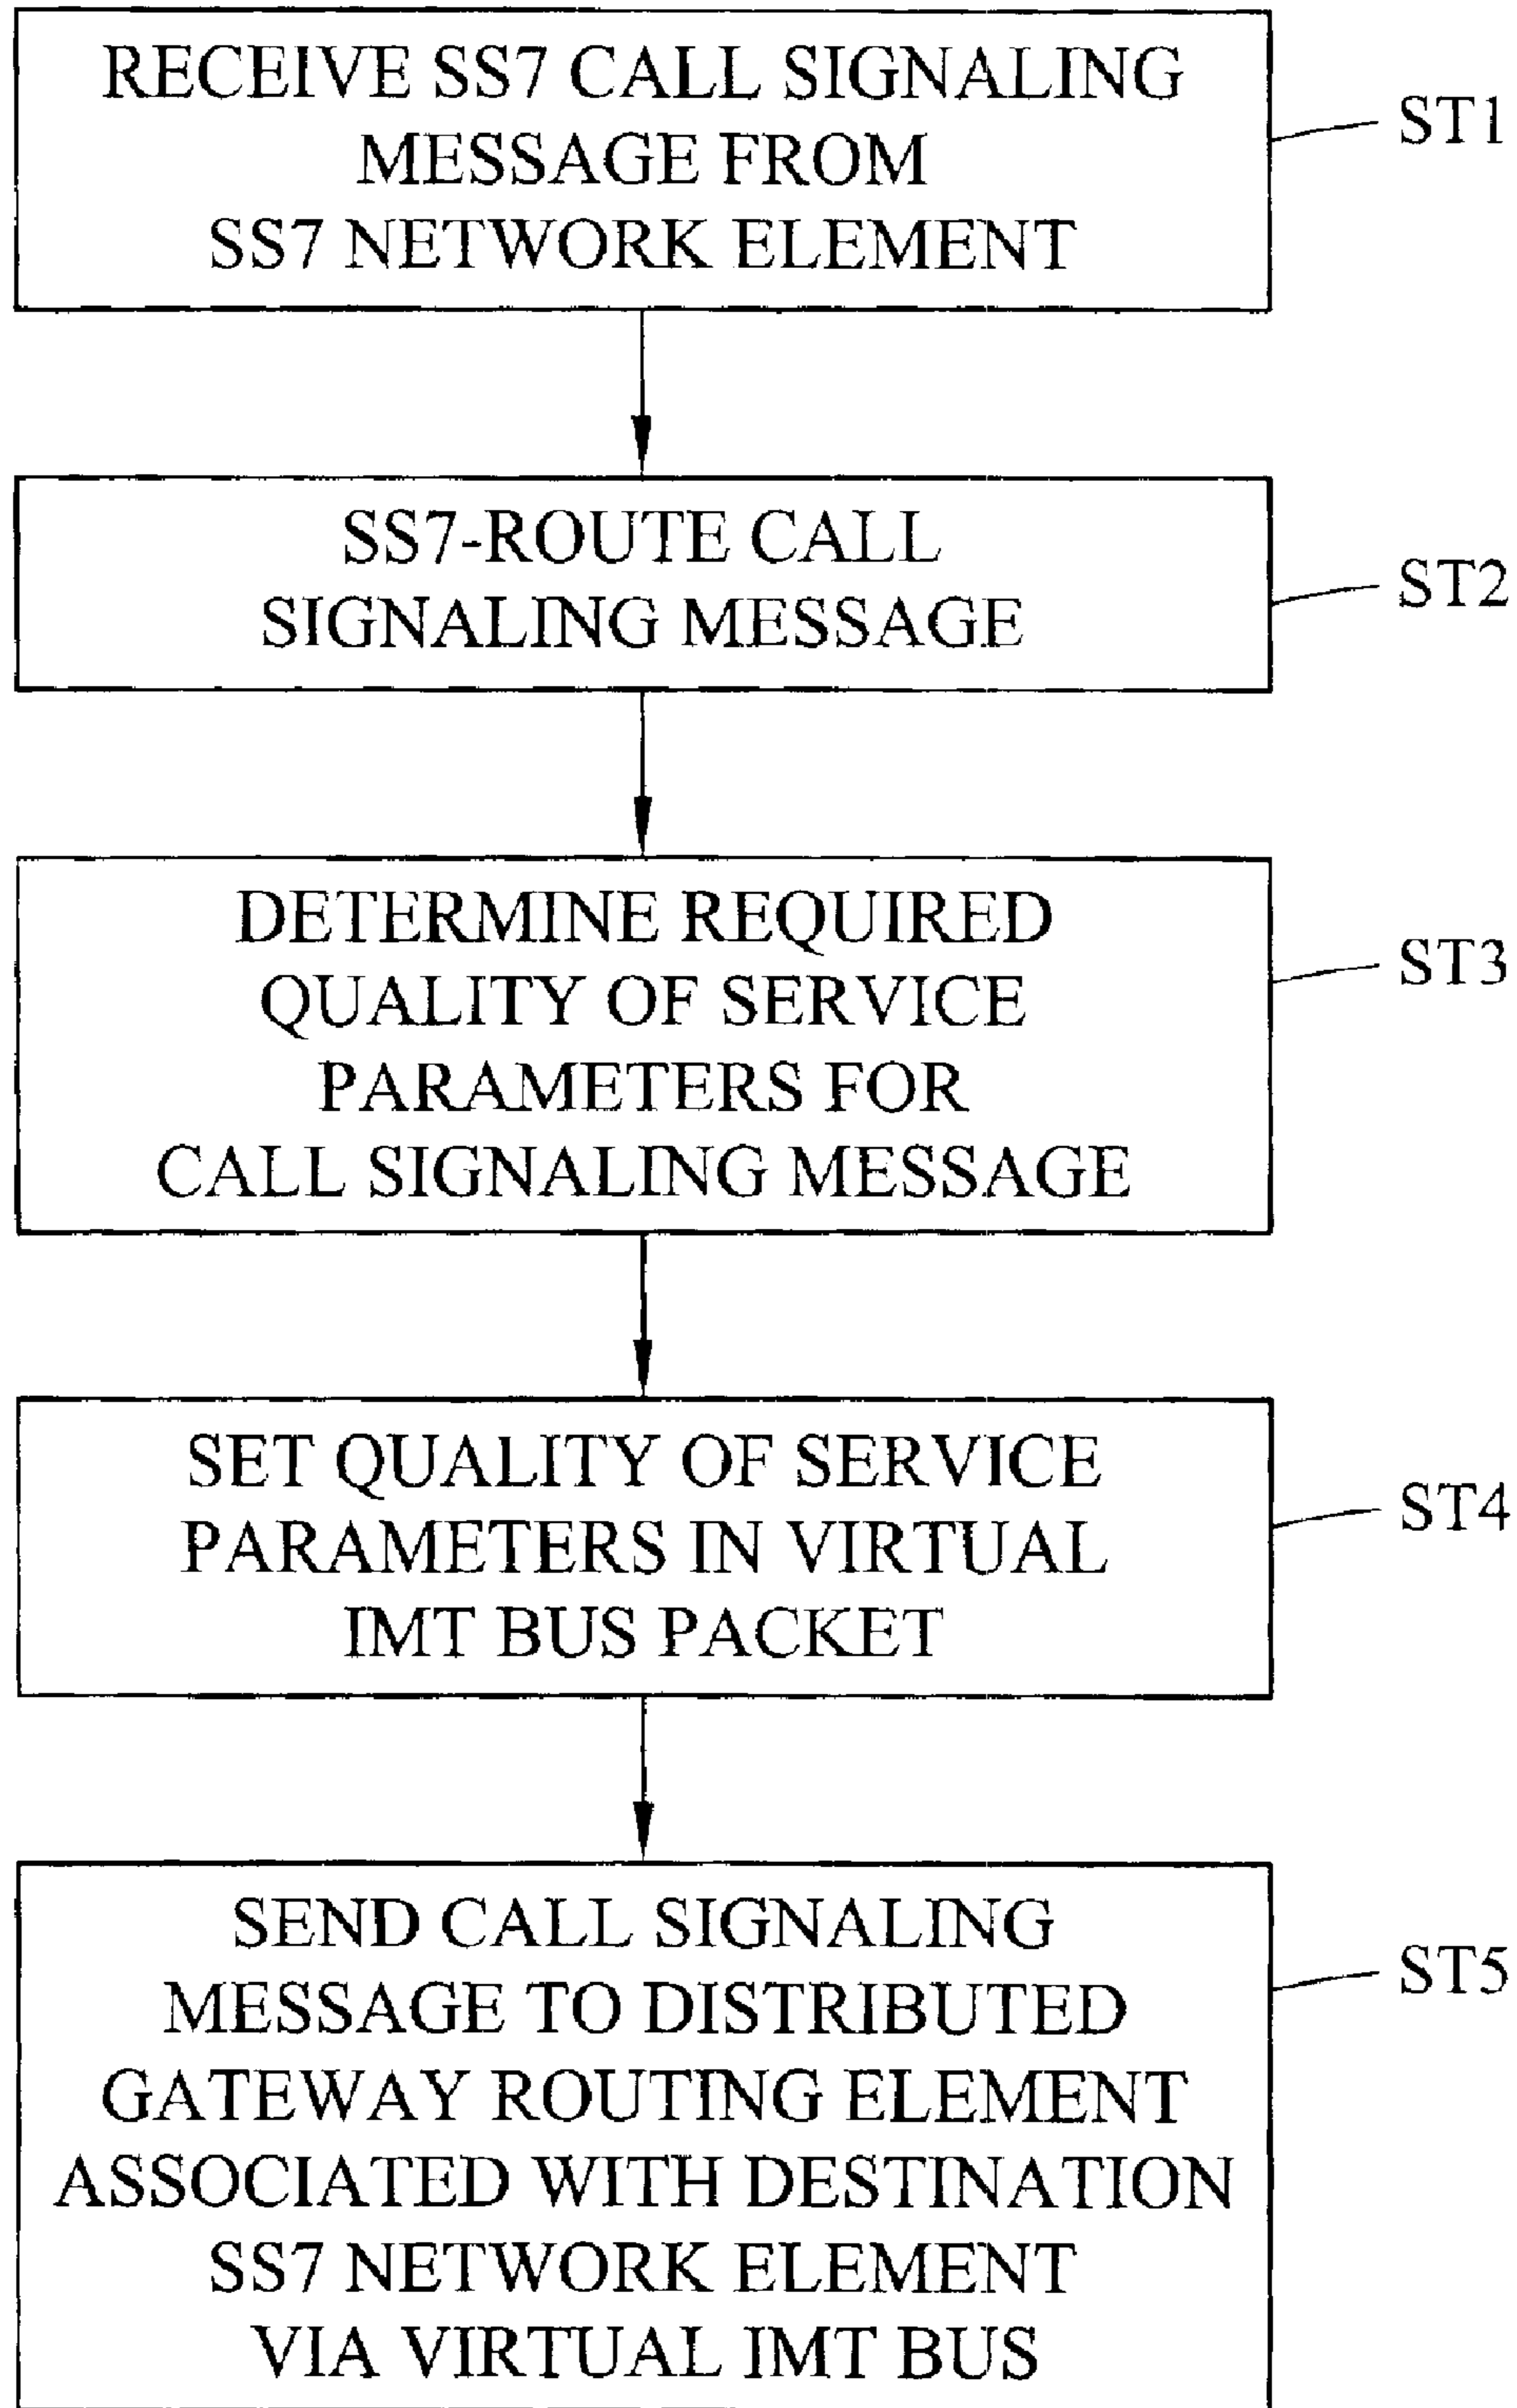 RECEIVE SS7 CALL SIGNALING
MESSAGE FROM
SS7 NETWORK ELEMENT
ST1
SS7-ROUTE CALL
SIGNALING MESSAGE
ST2
DETERMINE REQUIRED
QUALITY OF SERVICE
PARAMETERS FOR
CALL SIGNALING MESSAGE
ST3
SET QUALITY OF SERVICE
PARAMETERS IN VIRTUAL
IMT BUS PACKET
ST4
SEND CALL SIGNALING
MESSAGE TO DISTRIBUTED
GATEWAY ROUTING ELEMENT
ASSOCIATED WITH DESTINATION
SS7 NETWORK ELEMENT
VIA VIRTUAL IMT BUS
ST5